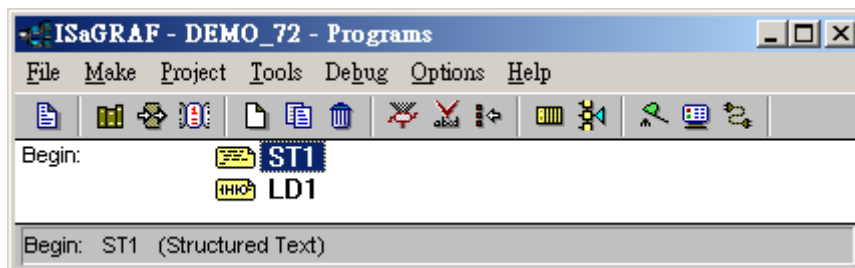 ISaGRAF - DEMO_72 - Programs
File Make Project Tools Debug Options Help
Begin: ST1
LD1
Begin: ST1 (Structured Text)